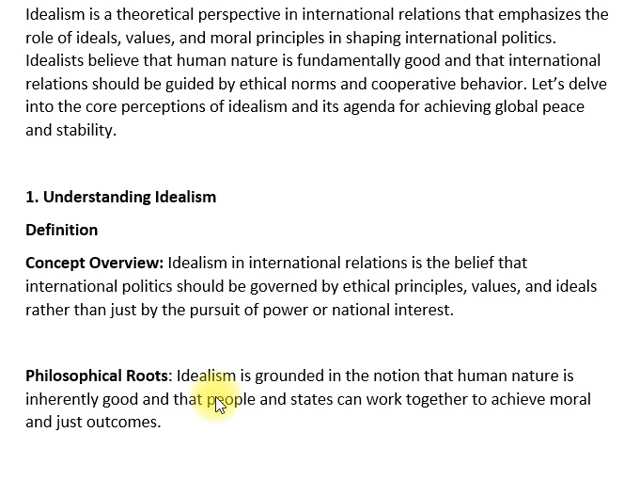 Idealism is a theoretical perspective in international relations that emphasizes the
role of ideals, values, and moral principles in shaping international politics.
Idealists believe that human nature is fundamentally good and that international
relations should be guided by ethical norms and cooperative behavior. Let’s delve
into the core perceptions of idealism and its agenda for achieving global peace
and stability.
1. Understanding Idealism
Definition
Concept Overview: Idealism in international relations is the belief that
international politics should be governed by ethical principles, values, and ideals
rather than just by the pursuit of power or national interest.
Philosophical Roots: Idealism is grounded in the notion that human nature is
inherently good and that people and states can work together to achieve moral
and just outcomes.